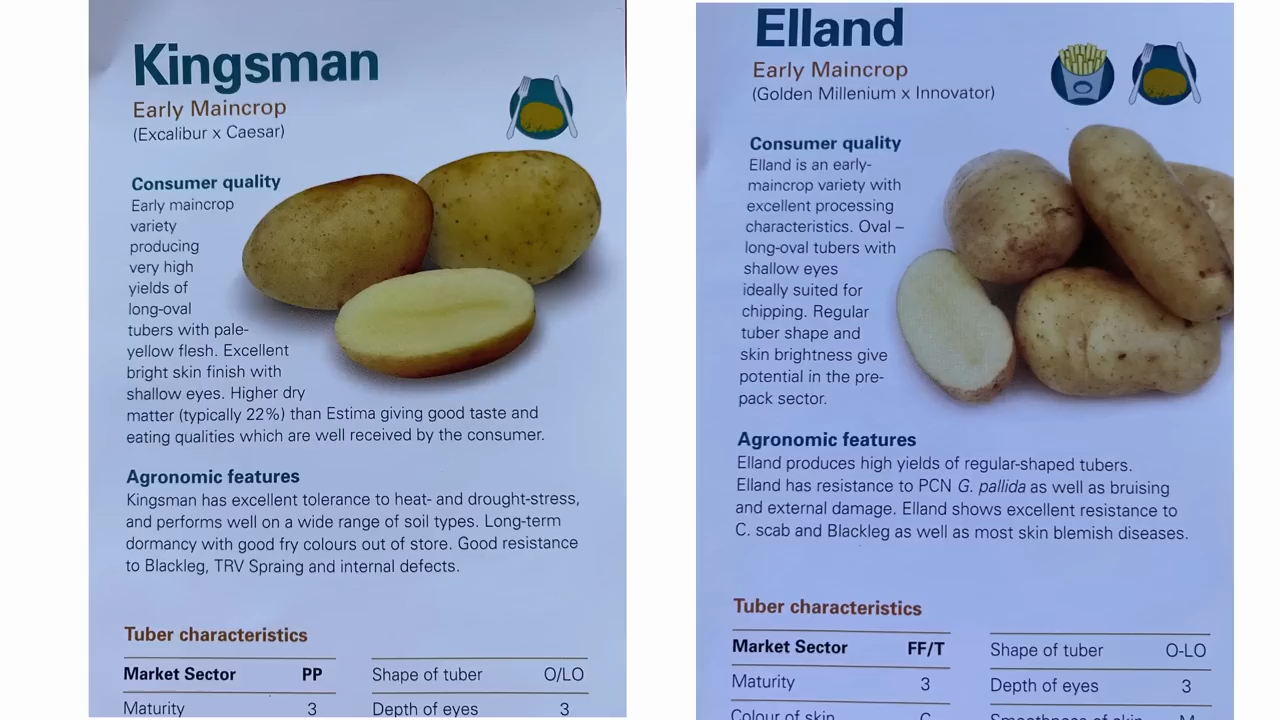 Kingsman
Early Maincrop
(Excalibur x Caesar)
Consumer quality
Early maincrop
variety
producing
very high
yields of
long-oval
tubers with pale-
yellow flesh. Excellent
bright skin finish with
shallow eyes. Higher dry
matter (typically 22%) than Estima giving good taste and
eating qualities which are well received by the consumer.
Agronomic features
Kingsman has excellent tolerance to heat- and drought-stress,
and performs well on a wide range of soil types. Long-term
dormancy with good fry colours out of store. Good resistance
to Blackleg, TRV Spraing and internal defects.
Tuber characteristics
Market Sector PP Shape of tuber O/LO
Maturity 3 Depth of eyes 3
Elland
Early Maincrop
(Golden Millenium x Innovator)
Consumer quality
Elland is an early-
maincrop variety with
excellent processing
characteristics. Oval –
long-oval tubers with
shallow eyes
ideally suited for
chipping. Regular
tuber shape and
skin brightness give
potential in the pre-
pack sector.
Agronomic features
Elland produces high yields of regular-shaped tubers.
Elland has resistance to PCN G. pallida as well as bruising
and external damage. Elland shows excellent resistance to
C. scab and Blackleg as well as most skin blemish diseases.
Tuber characteristics
Market Sector FF/T Shape of tuber O-LO
Maturity 3 Depth of eyes 3
Colour of skin C Smoothness of skin M